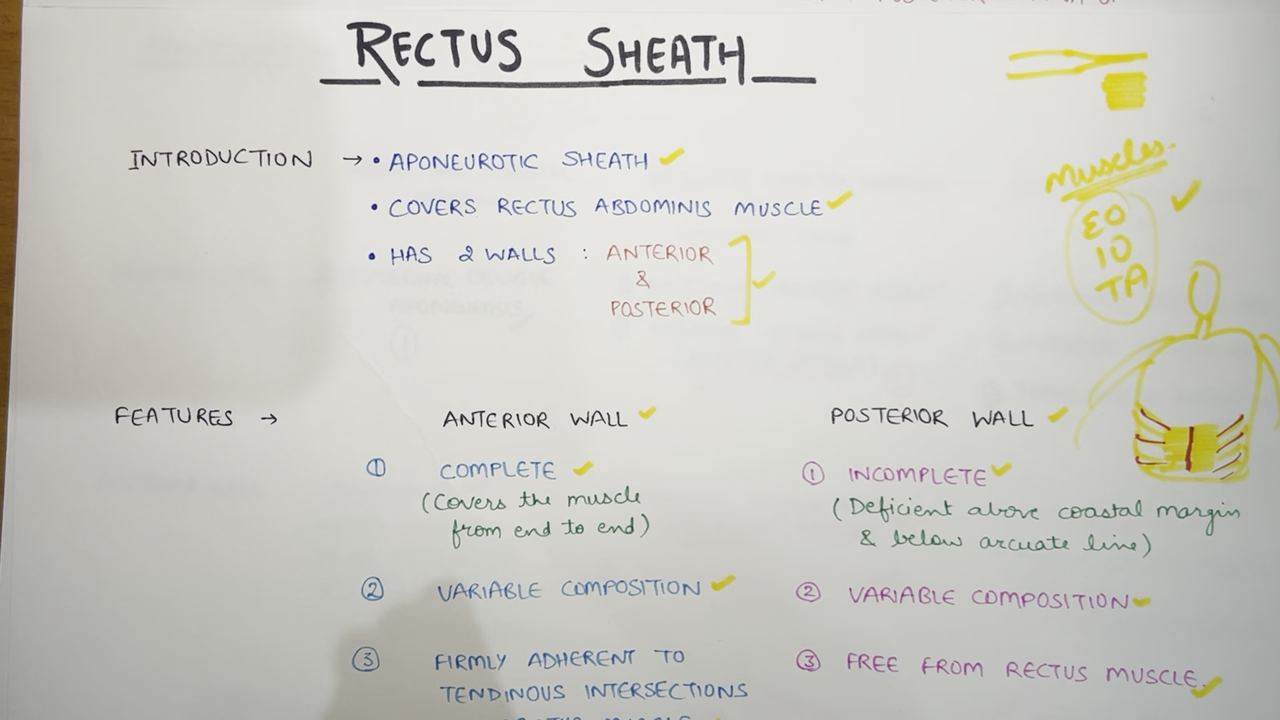 RECTUS SHEATH
INTRODUCTION → • APONEUROTIC SHEATH
• COVERS RECTUS ABDOMINIS MUSCLE
• HAS 2 WALLS : ANTERIOR
&
POSTERIOR
Muscles.
EO
IO
TA
FEATURES →
ANTERIOR WALL
① COMPLETE
(Covers the muscle
from end to end)
② VARIABLE COMPOSITION
③ FIRMLY ADHERENT TO
TENDINOUS INTERSECTIONS
POSTERIOR WALL
① INCOMPLETE
(Deficient above coastal margin
& below arcuate line)
② VARIABLE COMPOSITION
③ FREE FROM RECTUS MUSCLE.